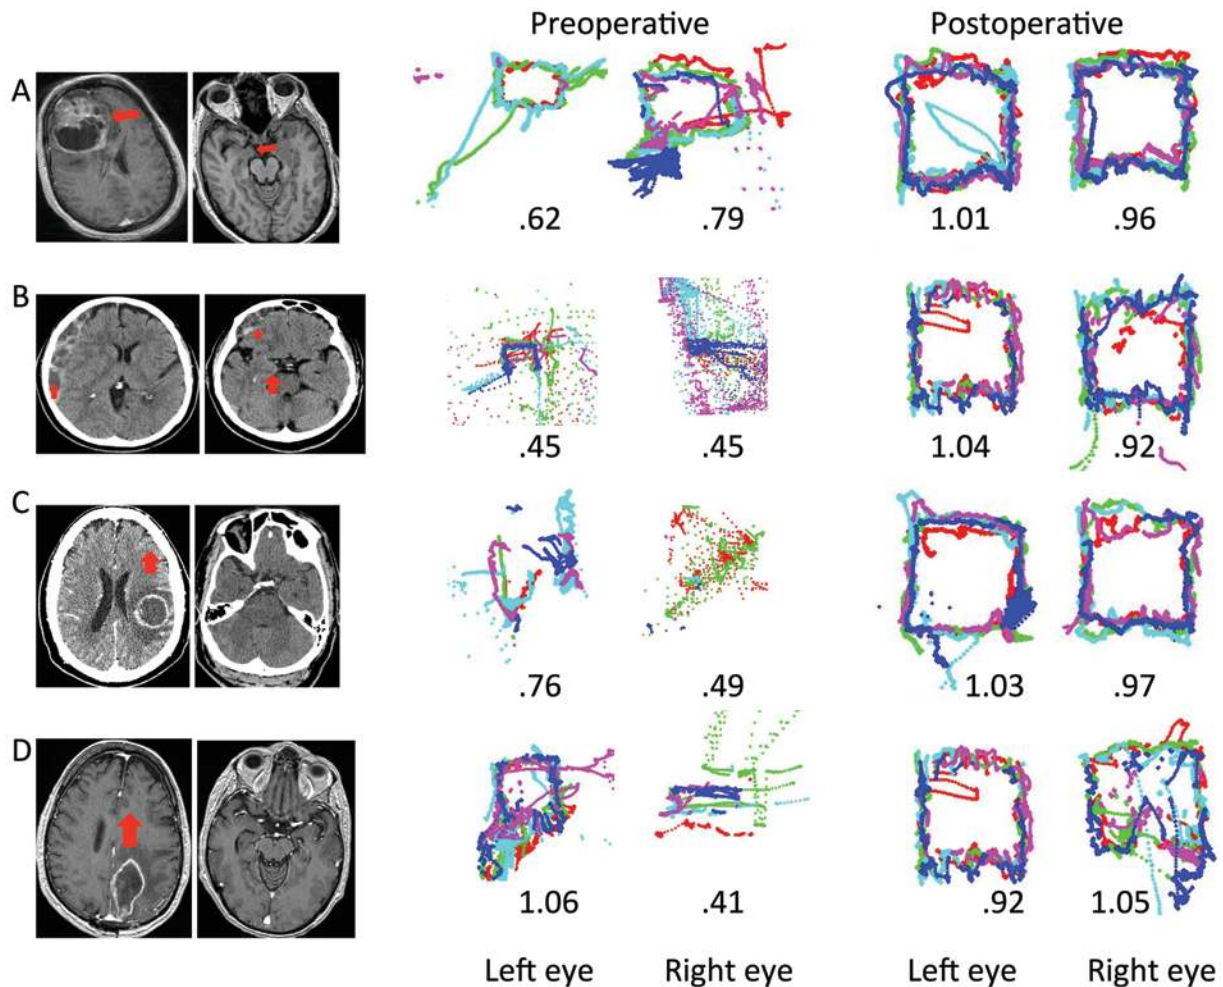 Preoperative Postoperative
A
.62 .79 1.01 .96
B
.45 .45 1.04 .92
C
.76 .49 1.03 .97
D
1.06 .41 .92 1.05
Left eye Right eye Left eye Right eye